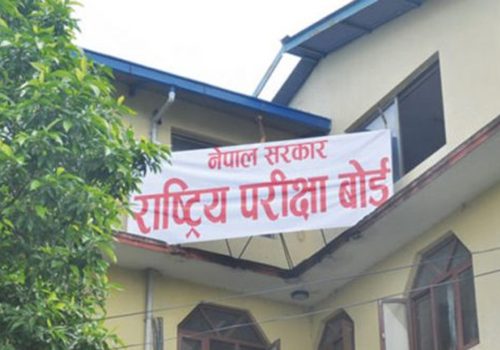 नेपाल सरकार
राष्ट्रिय परीक्षा बोर्ड